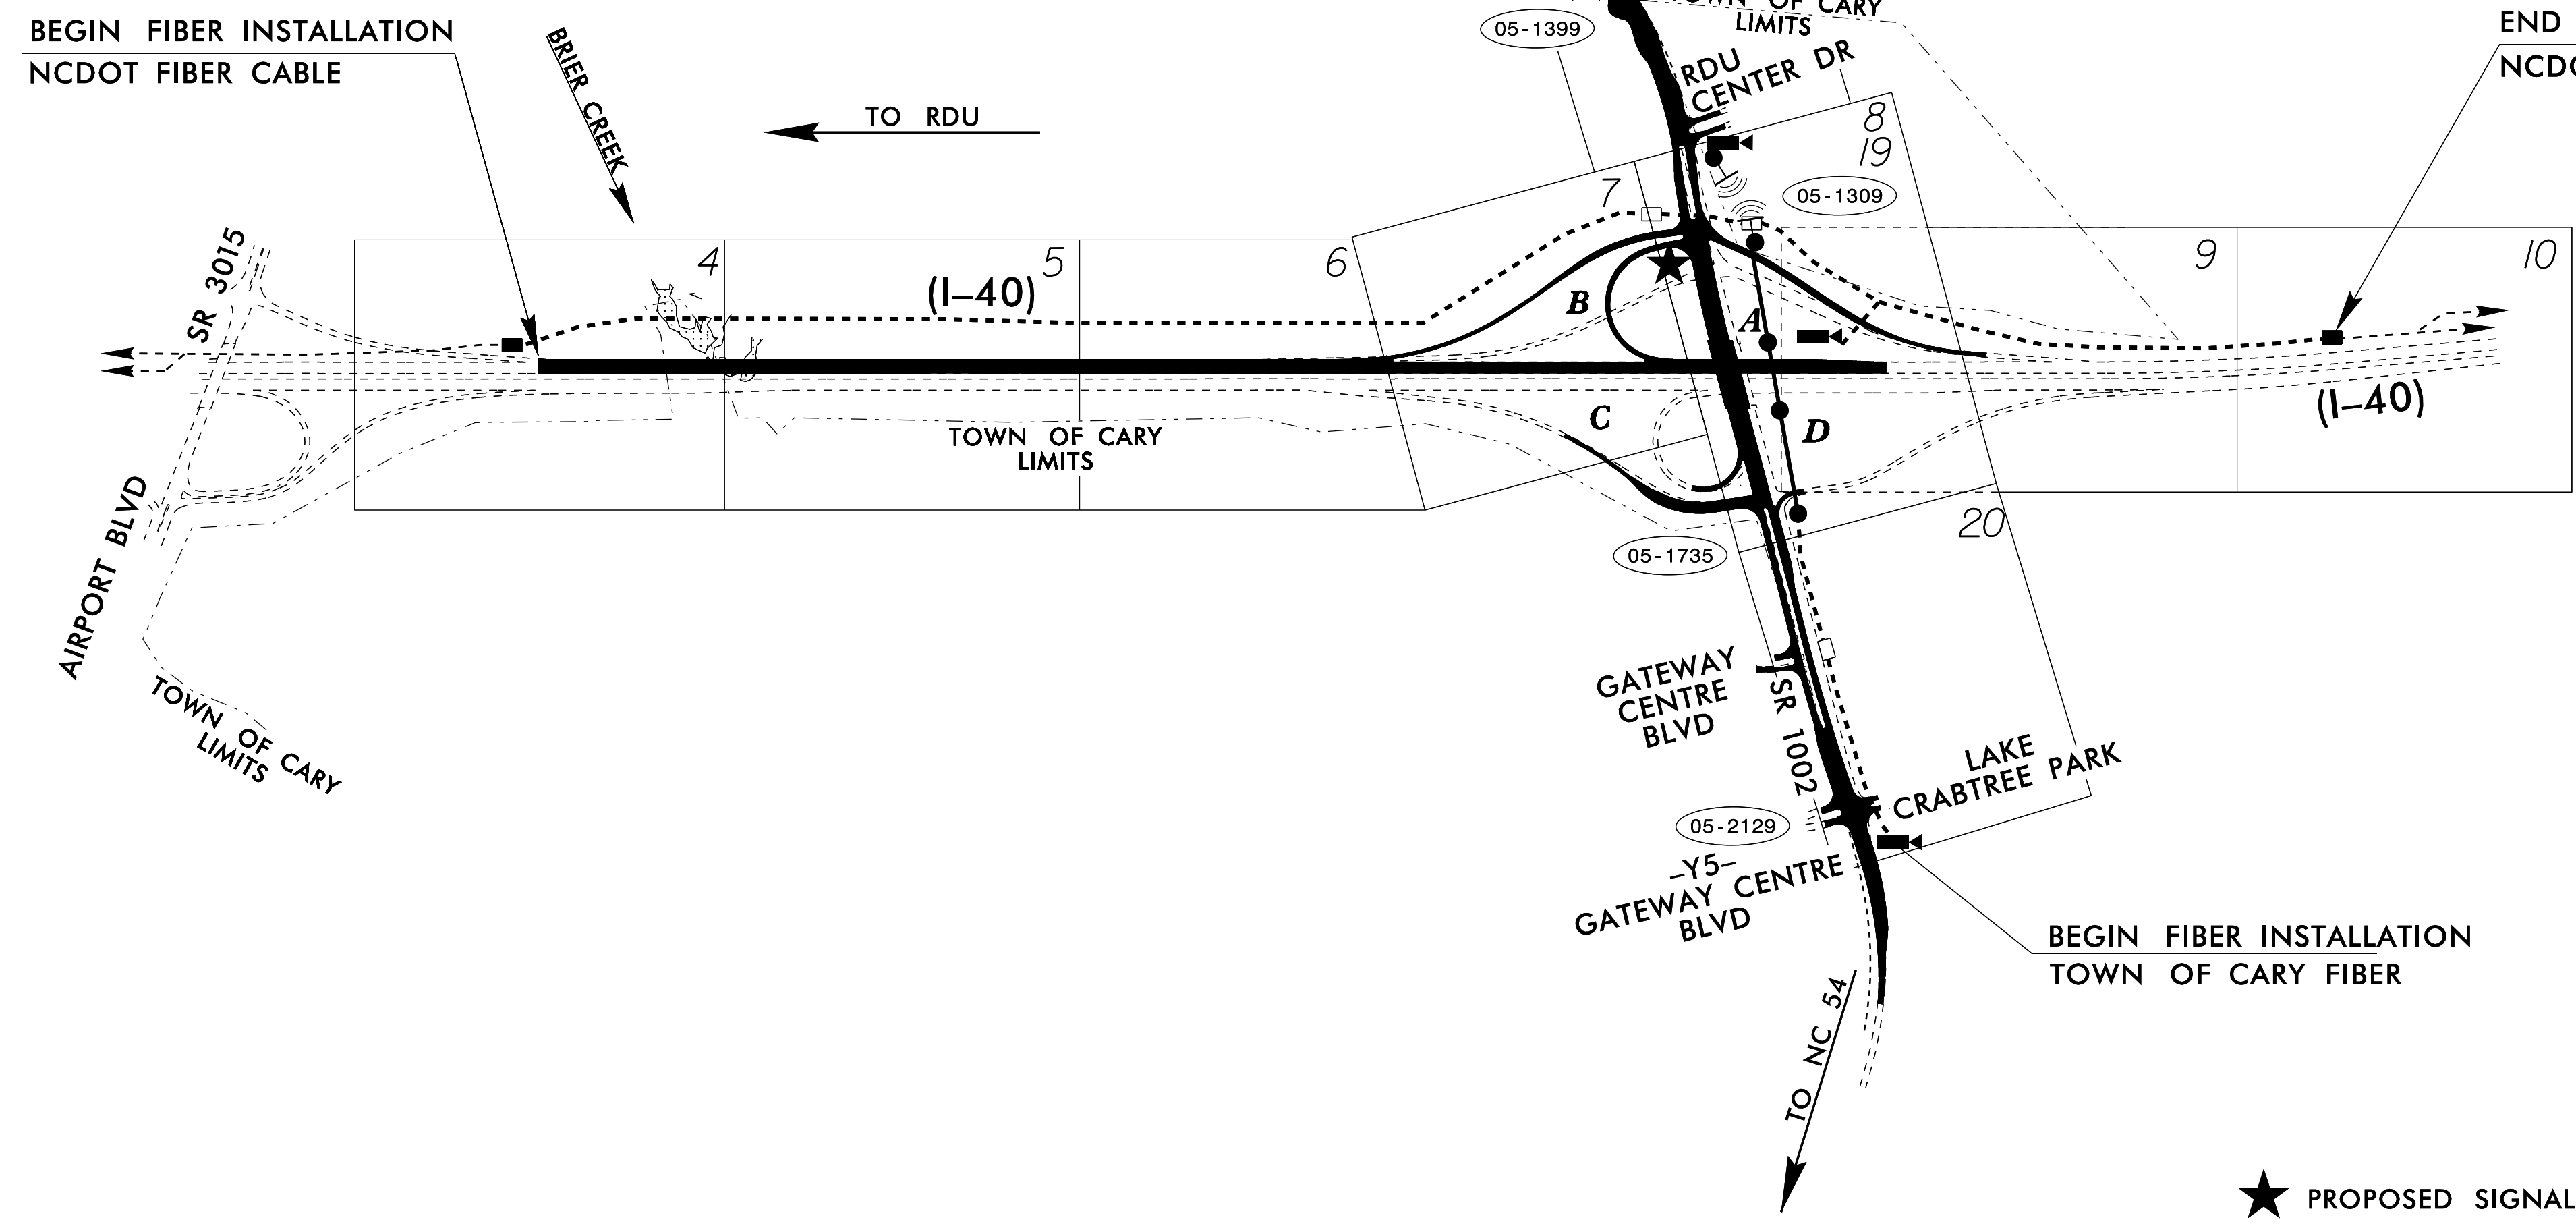 BEGIN FIBER INSTALLATION
NCDOT FIBER CABLE
BRIER CREEK
TO RDU
05-1399
TOWN OF CARY
LIMITS
RDU
CENTER DR
END
8
19
7
05-1309
SR 3015
4
5
6
9
10
(I-40)
B
A
C
D
(I-40)
TOWN OF CARY
LIMITS
AIRPORT BLVD
20
05-1735
TOWN OF CARY
LIMITS
GATEWAY
CENTRE
BLVD
SR 1002
LAKE
CRABTREE PARK
05-2129
-Y5-
GATEWAY CENTRE
BLVD
BEGIN FIBER INSTALLATION
TOWN OF CARY FIBER
TO NC 54
PROPOSED SIGNAL